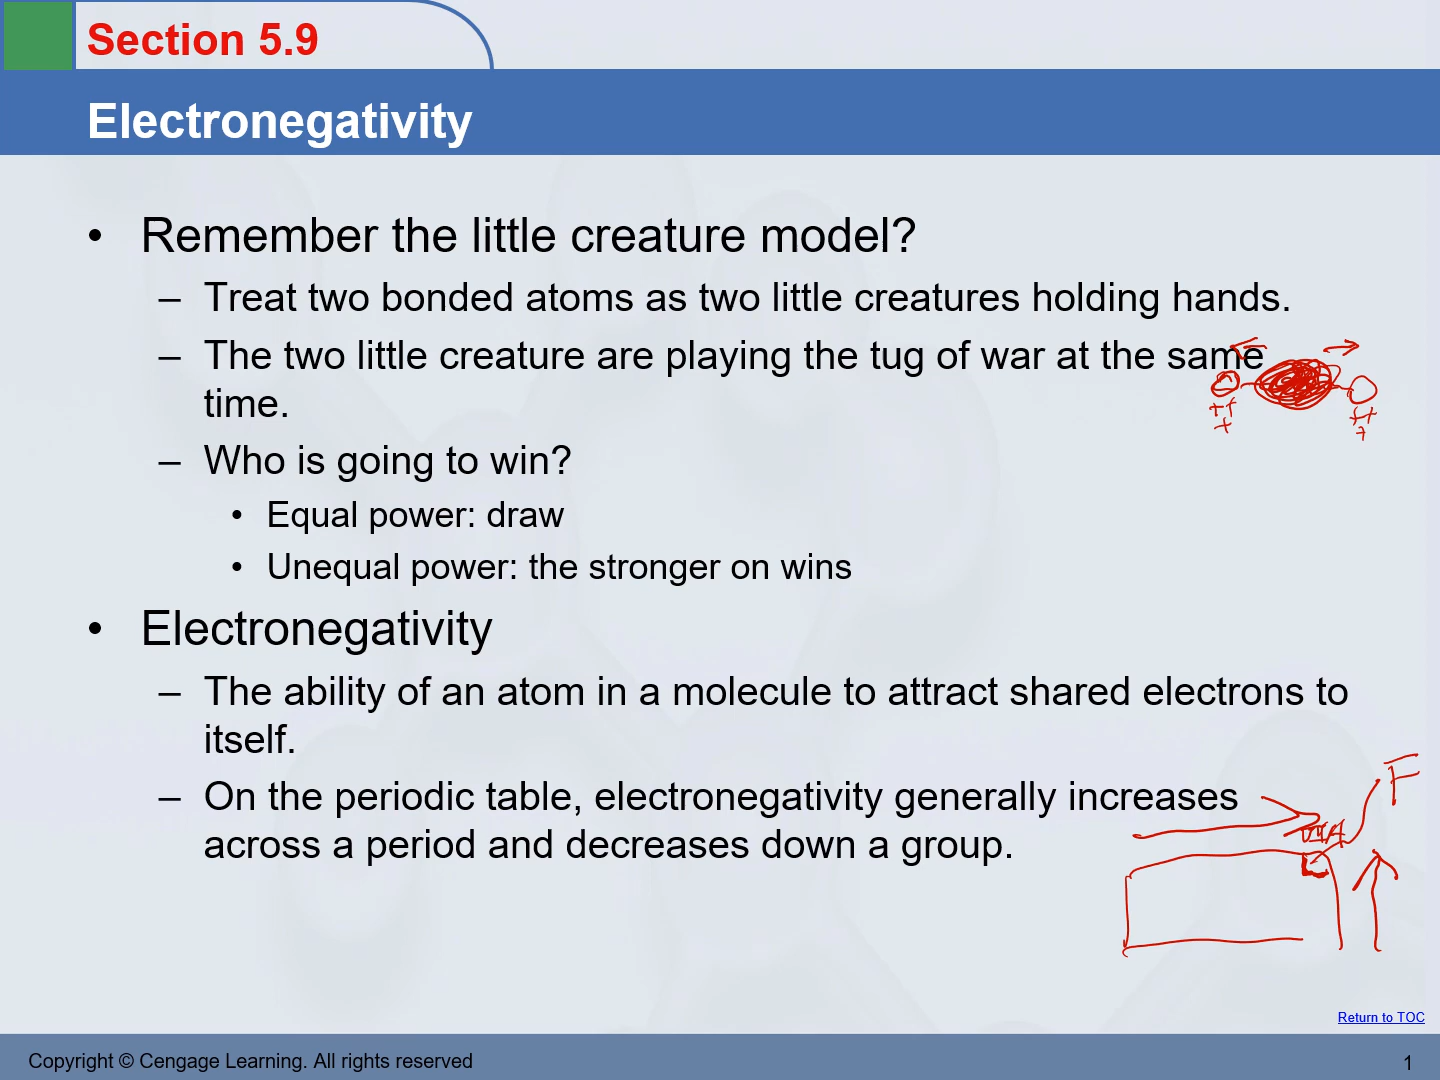 Section 5.9
Electronegativity
• Remember the little creature model?
– Treat two bonded atoms as two little creatures holding hands.
– The two little creature are playing the tug of war at the same
time.
– Who is going to win?
• Equal power: draw
• Unequal power: the stronger on wins
• Electronegativity
– The ability of an atom in a molecule to attract shared electrons to
itself.
– On the periodic table, electronegativity generally increases
across a period and decreases down a group.
++
+
++
+
F
VIIA
Return to TOC
Copyright © Cengage Learning. All rights reserved
1